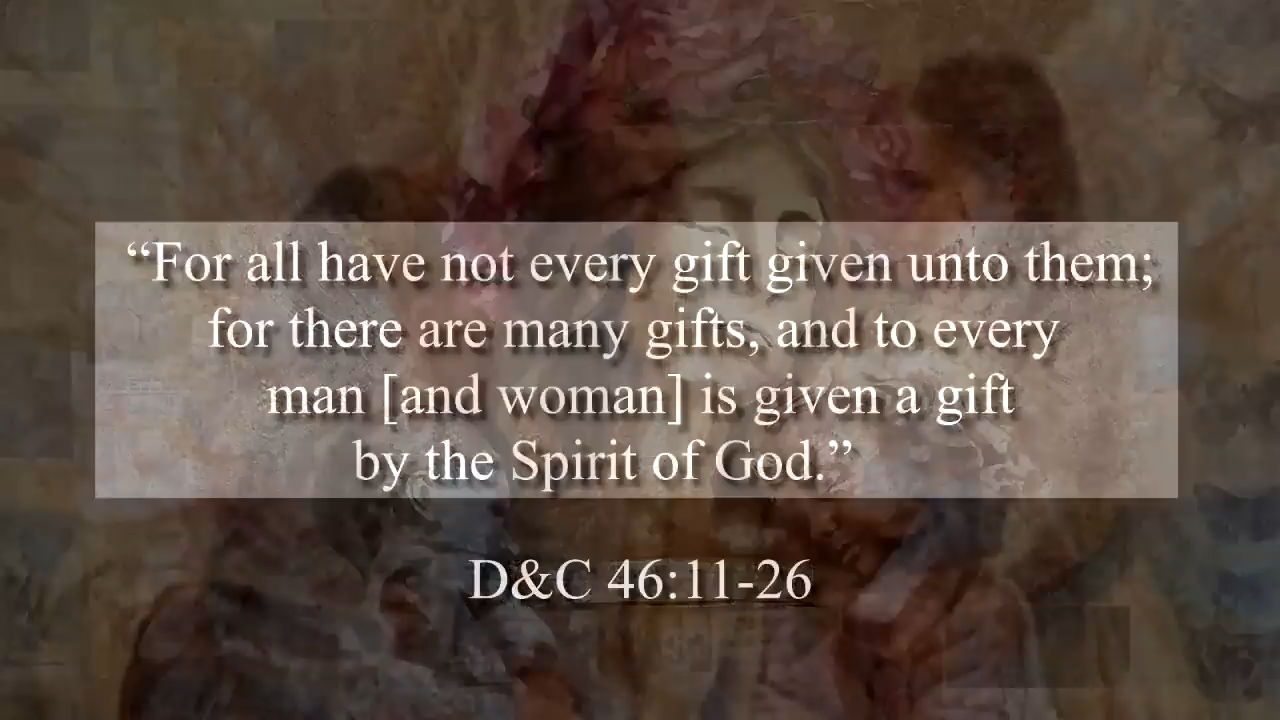 “For all have not every gift given unto them;
for there are many gifts, and to every
man [and woman] is given a gift
by the Spirit of God.”
D&C 46:11-26